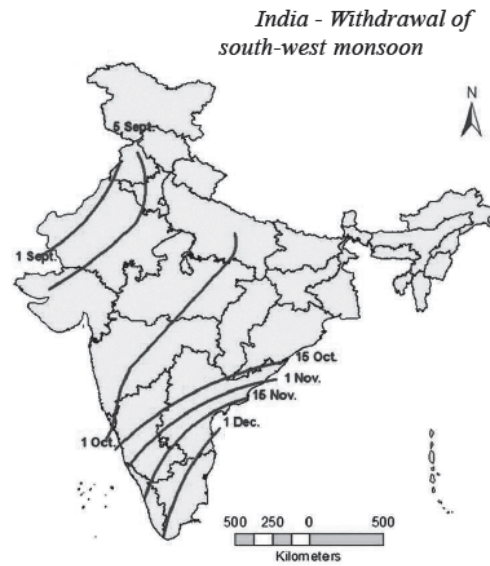 India - Withdrawal of
south-west monsoon
N
5 Sept.
1 Sept.
15 Oct.
1 Nov.
15 Nov.
1 Dec.
1 Oct.
500 250 0 500
Kilometers